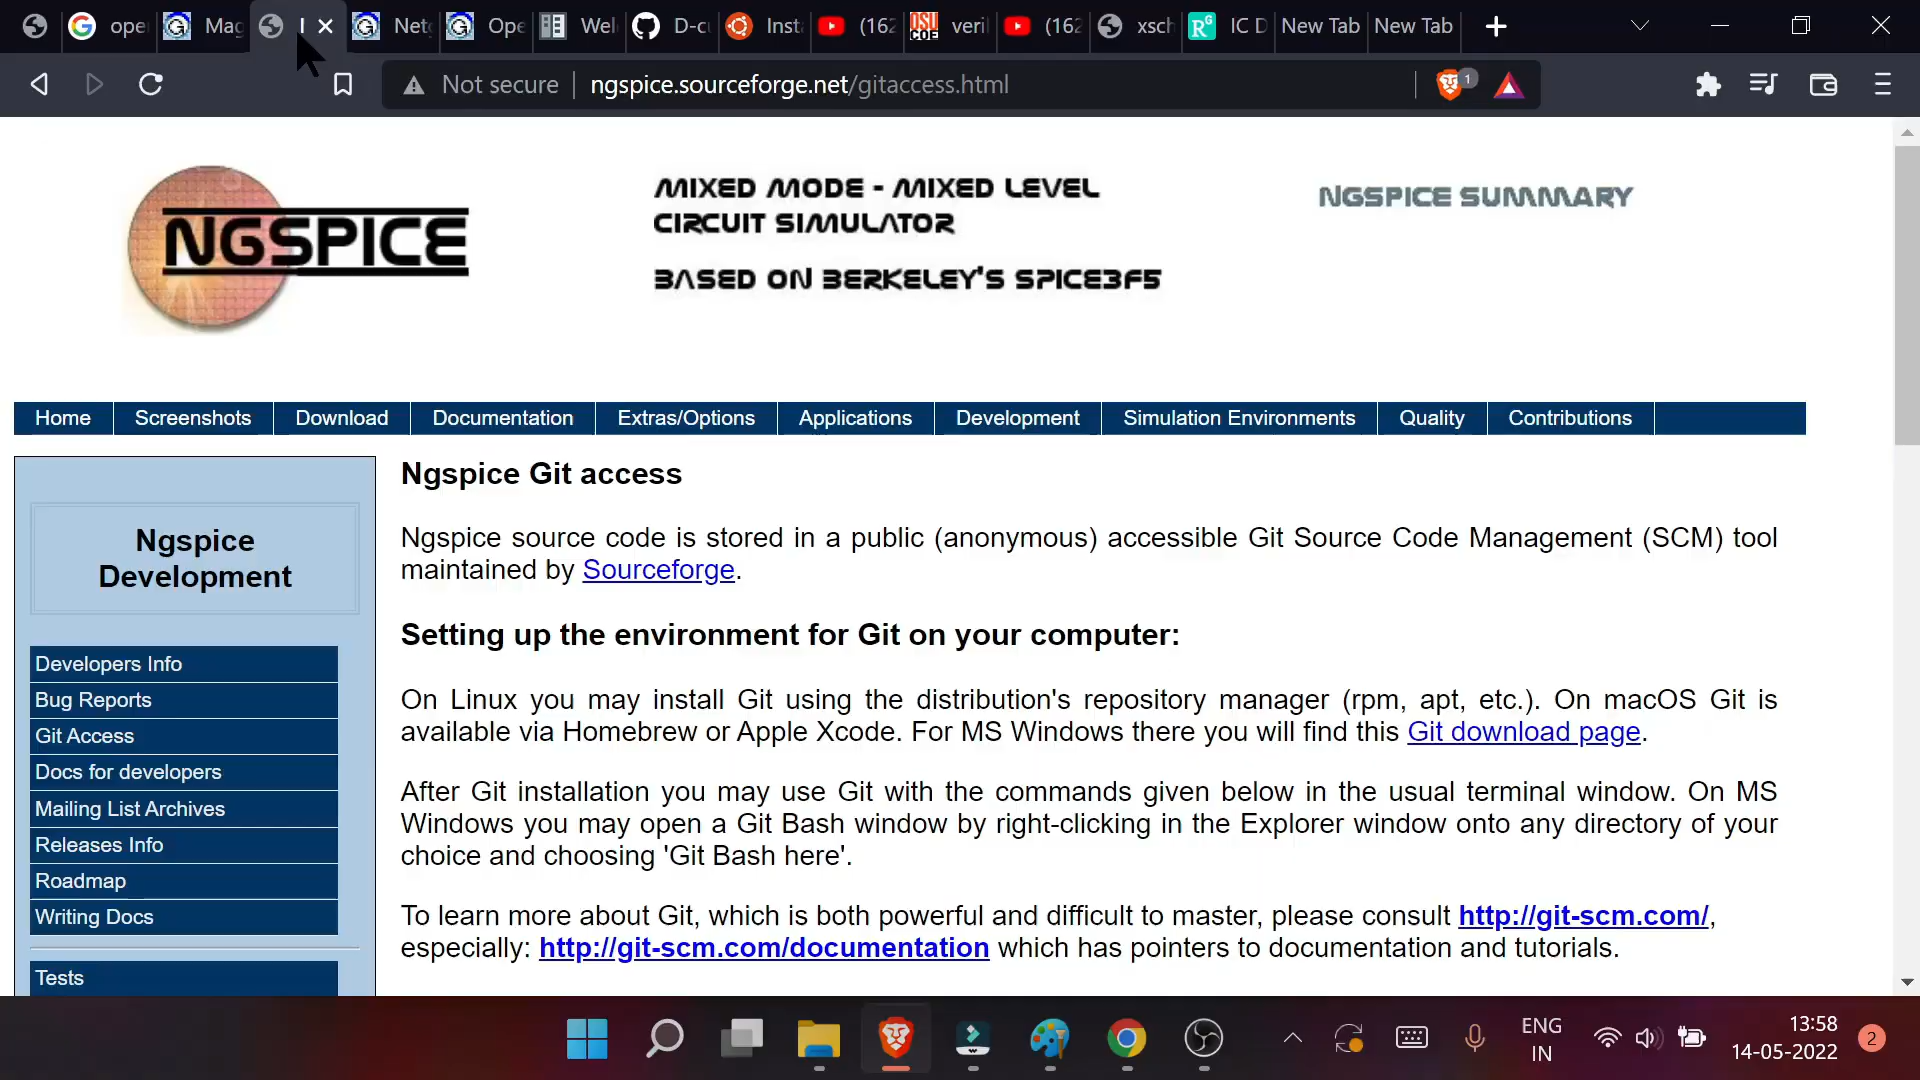 ope
Mag
I
Net
Ope
Wel
D-c
Inst
(162
veri
(162
xsch
IC D
New Tab
New Tab
Not secure
ngspice.sourceforge.net/gitaccess.html
1
NGSPICE
MIXED MODE - MIXED LEVEL
CIRCUIT SIMULATOR
BASED ON BERKELEY'S SPICE3F5
NGSPICE SUMMARY
Home Screenshots Download Documentation Extras/Options Applications Development Simulation Environments Quality Contributions
Ngspice
Development
Developers Info
Bug Reports
Git Access
Docs for developers
Mailing List Archives
Releases Info
Roadmap
Writing Docs
Tests
Ngspice Git access
Ngspice source code is stored in a public (anonymous) accessible Git Source Code Management (SCM) tool
maintained by Sourceforge.
Setting up the environment for Git on your computer:
On Linux you may install Git using the distribution's repository manager (rpm, apt, etc.). On macOS Git is
available via Homebrew or Apple Xcode. For MS Windows there you will find this Git download page.
After Git installation you may use Git with the commands given below in the usual terminal window. On MS
Windows you may open a Git Bash window by right-clicking in the Explorer window onto any directory of your
choice and choosing 'Git Bash here'.
To learn more about Git, which is both powerful and difficult to master, please consult http://git-scm.com/,
especially: http://git-scm.com/documentation which has pointers to documentation and tutorials.
ENG
IN
13:58
14-05-2022
2